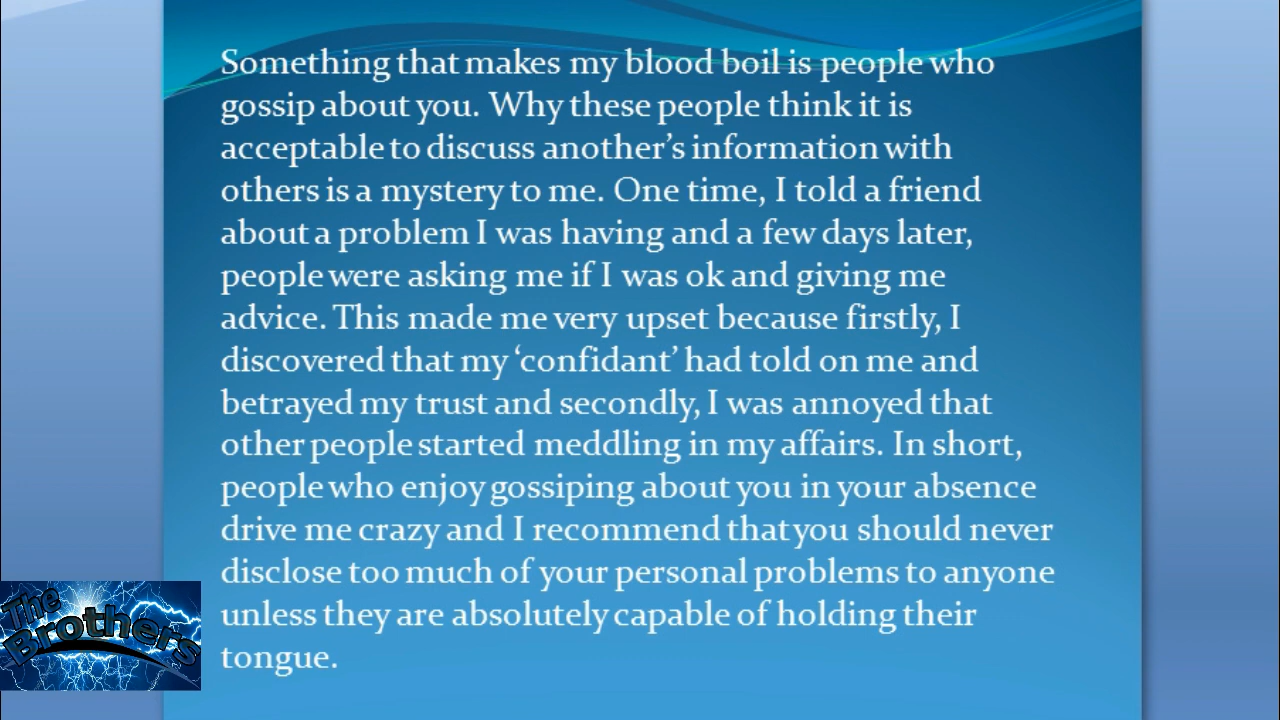 Something that makes my blood boil is people who
gossip about you. Why these people think it is
acceptable to discuss another’s information with
others is a mystery to me. One time, I told a friend
about a problem I was having and a few days later,
people were asking me if I was ok and giving me
advice. This made me very upset because firstly, I
discovered that my ‘confidant’ had told on me and
betrayed my trust and secondly, I was annoyed that
other people started meddling in my affairs. In short,
people who enjoy gossiping about you in your absence
drive me crazy and I recommend that you should never
disclose too much of your personal problems to anyone
unless they are absolutely capable of holding their
tongue.
The
Brothers